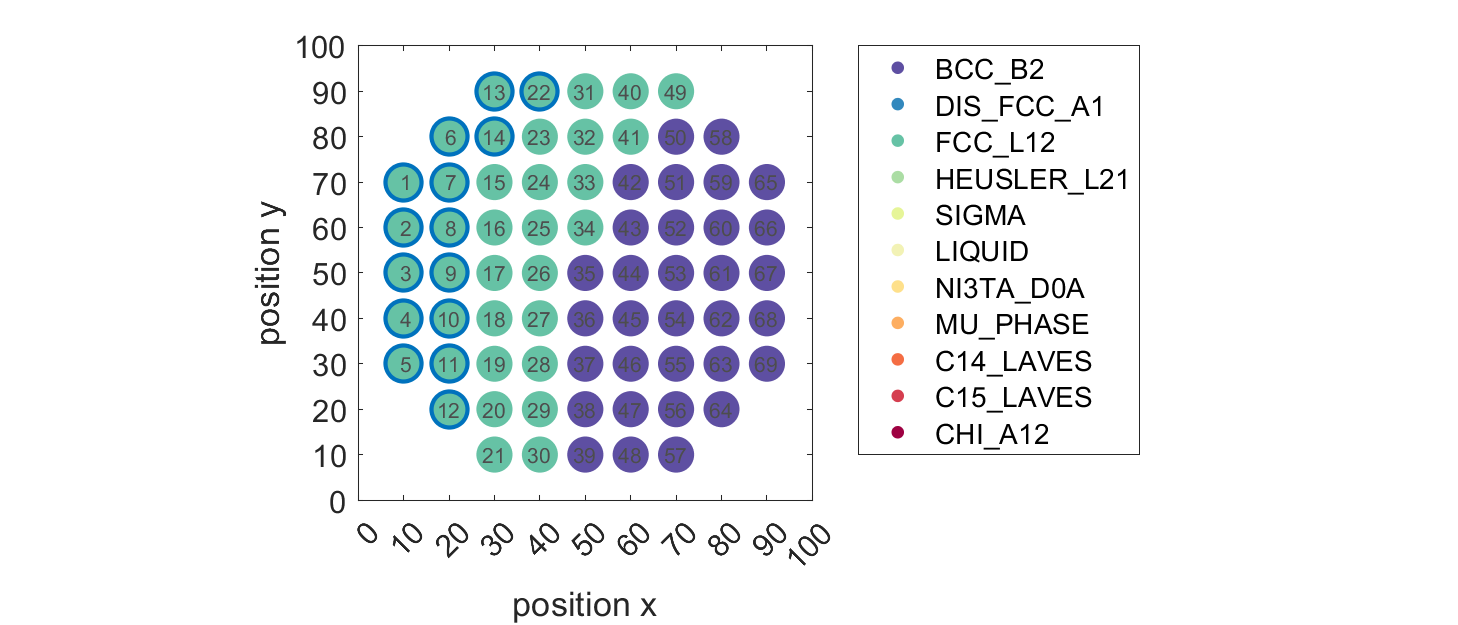 100
90
80
70
60
50
40
30
20
10
0
position y
13 22 31 40 49
6 14 23 32 41 50 58
1 7 15 24 33 42 51 59 65
2 8 16 25 34 43 52 60 66
3 9 17 26 35 44 53 61 67
4 10 18 27 36 45 54 62 68
5 11 19 28 37 46 55 63 69
12 20 29 38 47 56 64
21 30 39 48 57
0 10 20 30 40 50 60 70 80 90 100
position x
BCC_B2
DIS_FCC_A1
FCC_L12
HEUSLER_L21
SIGMA
LIQUID
NI3TA_D0A
MU_PHASE
C14_LAVES
C15_LAVES
CHI_A12